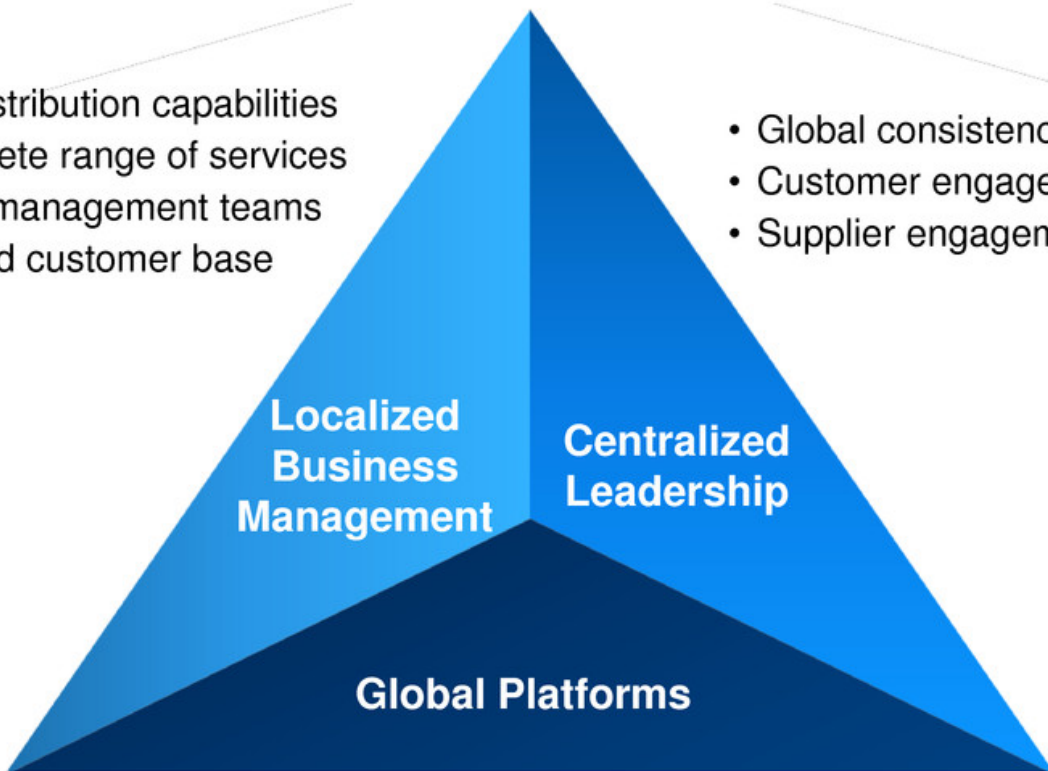 stribution capabilities
ete range of services
management teams
d customer base
• Global consistenc
• Customer engage
• Supplier engagem
Localized
Business
Management
Centralized
Leadership
Global Platforms